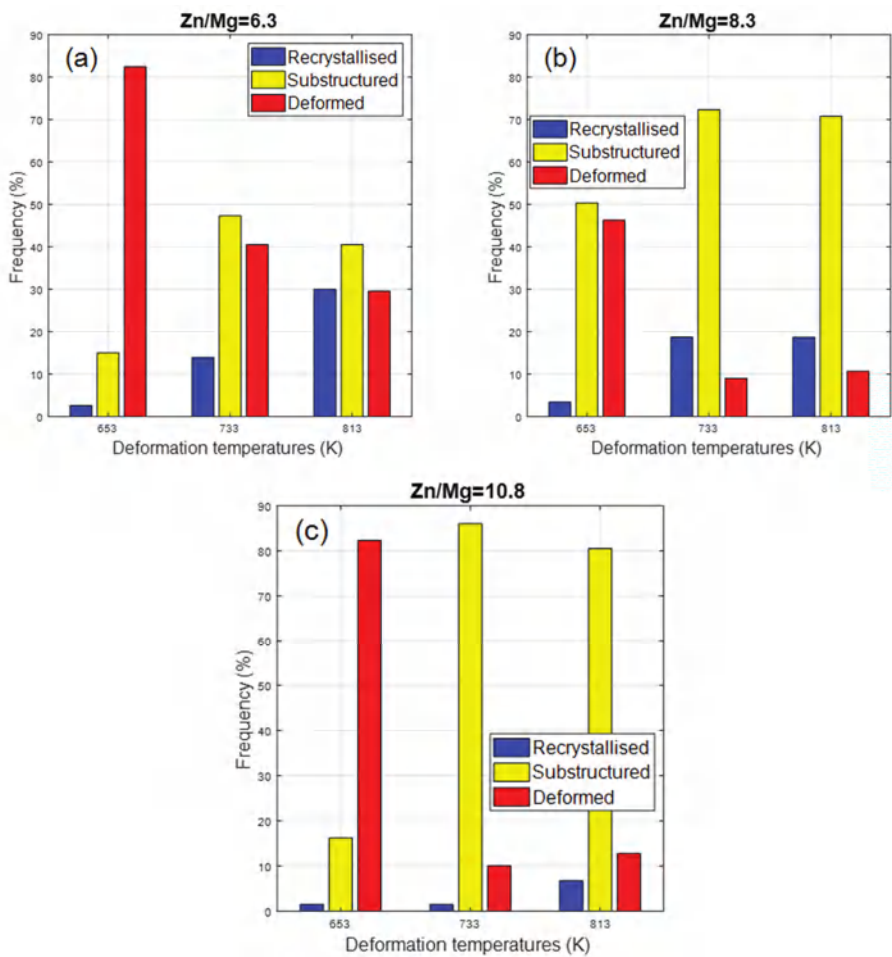 Zn/Mg=6.3
(a)
Recrystallised
Substructured
Deformed
Frequency (%)
90
80
70
60
50
40
30
20
10
0
653 733 813
Deformation temperatures (K)
Zn/Mg=8.3
(b)
Recrystallised
Substructured
Deformed
Frequency (%)
90
80
70
60
50
40
30
20
10
0
653 733 813
Deformation temperatures (K)
Zn/Mg=10.8
(c)
Recrystallised
Substructured
Deformed
Frequency (%)
90
80
70
60
50
40
30
20
10
0
653 733 813
Deformation temperatures (K)